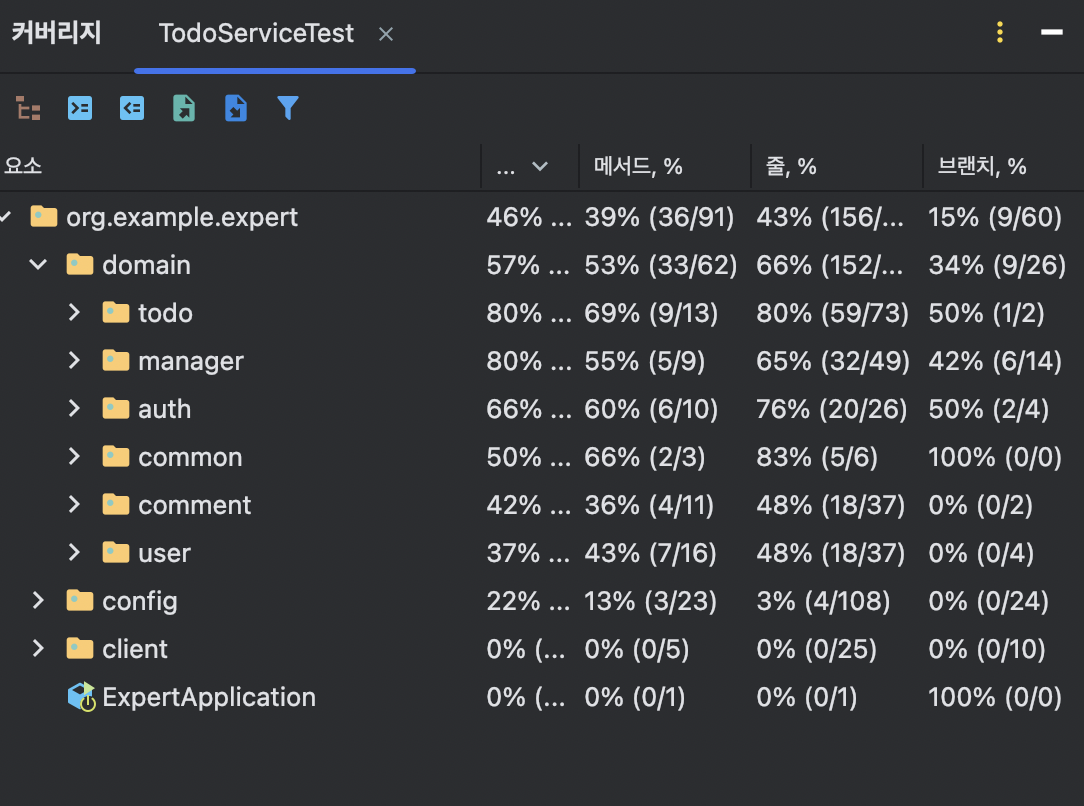 커버리지 TodoServiceTest
요소 ... 메서드, % 줄, % 브랜치, %
org.example.expert 46% ... 39% (36/91) 43% (156/... 15% (9/60)
domain 57% ... 53% (33/62) 66% (152/... 34% (9/26)
todo 80% ... 69% (9/13) 80% (59/73) 50% (1/2)
manager 80% ... 55% (5/9) 65% (32/49) 42% (6/14)
auth 66% ... 60% (6/10) 76% (20/26) 50% (2/4)
common 50% ... 66% (2/3) 83% (5/6) 100% (0/0)
comment 42% ... 36% (4/11) 48% (18/37) 0% (0/2)
user 37% ... 43% (7/16) 48% (18/37) 0% (0/4)
config 22% ... 13% (3/23) 3% (4/108) 0% (0/24)
client 0% (... 0% (0/5) 0% (0/25) 0% (0/10)
ExpertApplication 0% (... 0% (0/1) 0% (0/1) 100% (0/0)